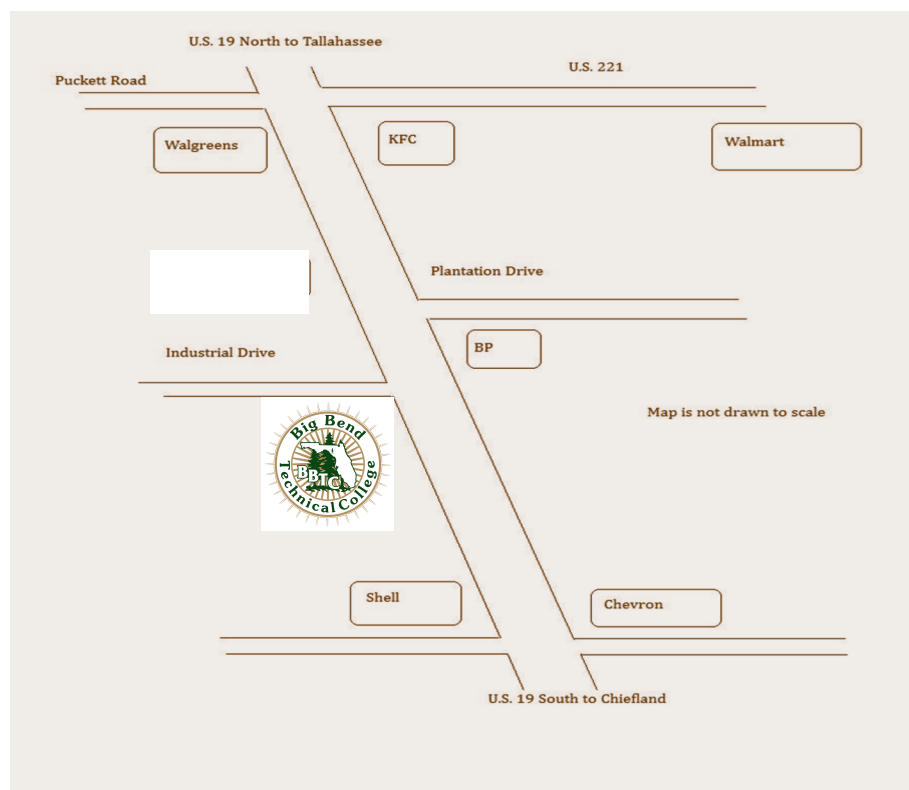 U.S. 19 North to Tallahassee
U.S. 221
Puckett Road
Walgreens
KFC
Walmart
Plantation Drive
Industrial Drive
BP
Map is not drawn to scale
Big Bend
BBTC
Technical College
Shell
Chevron
U.S. 19 South to Chiefland